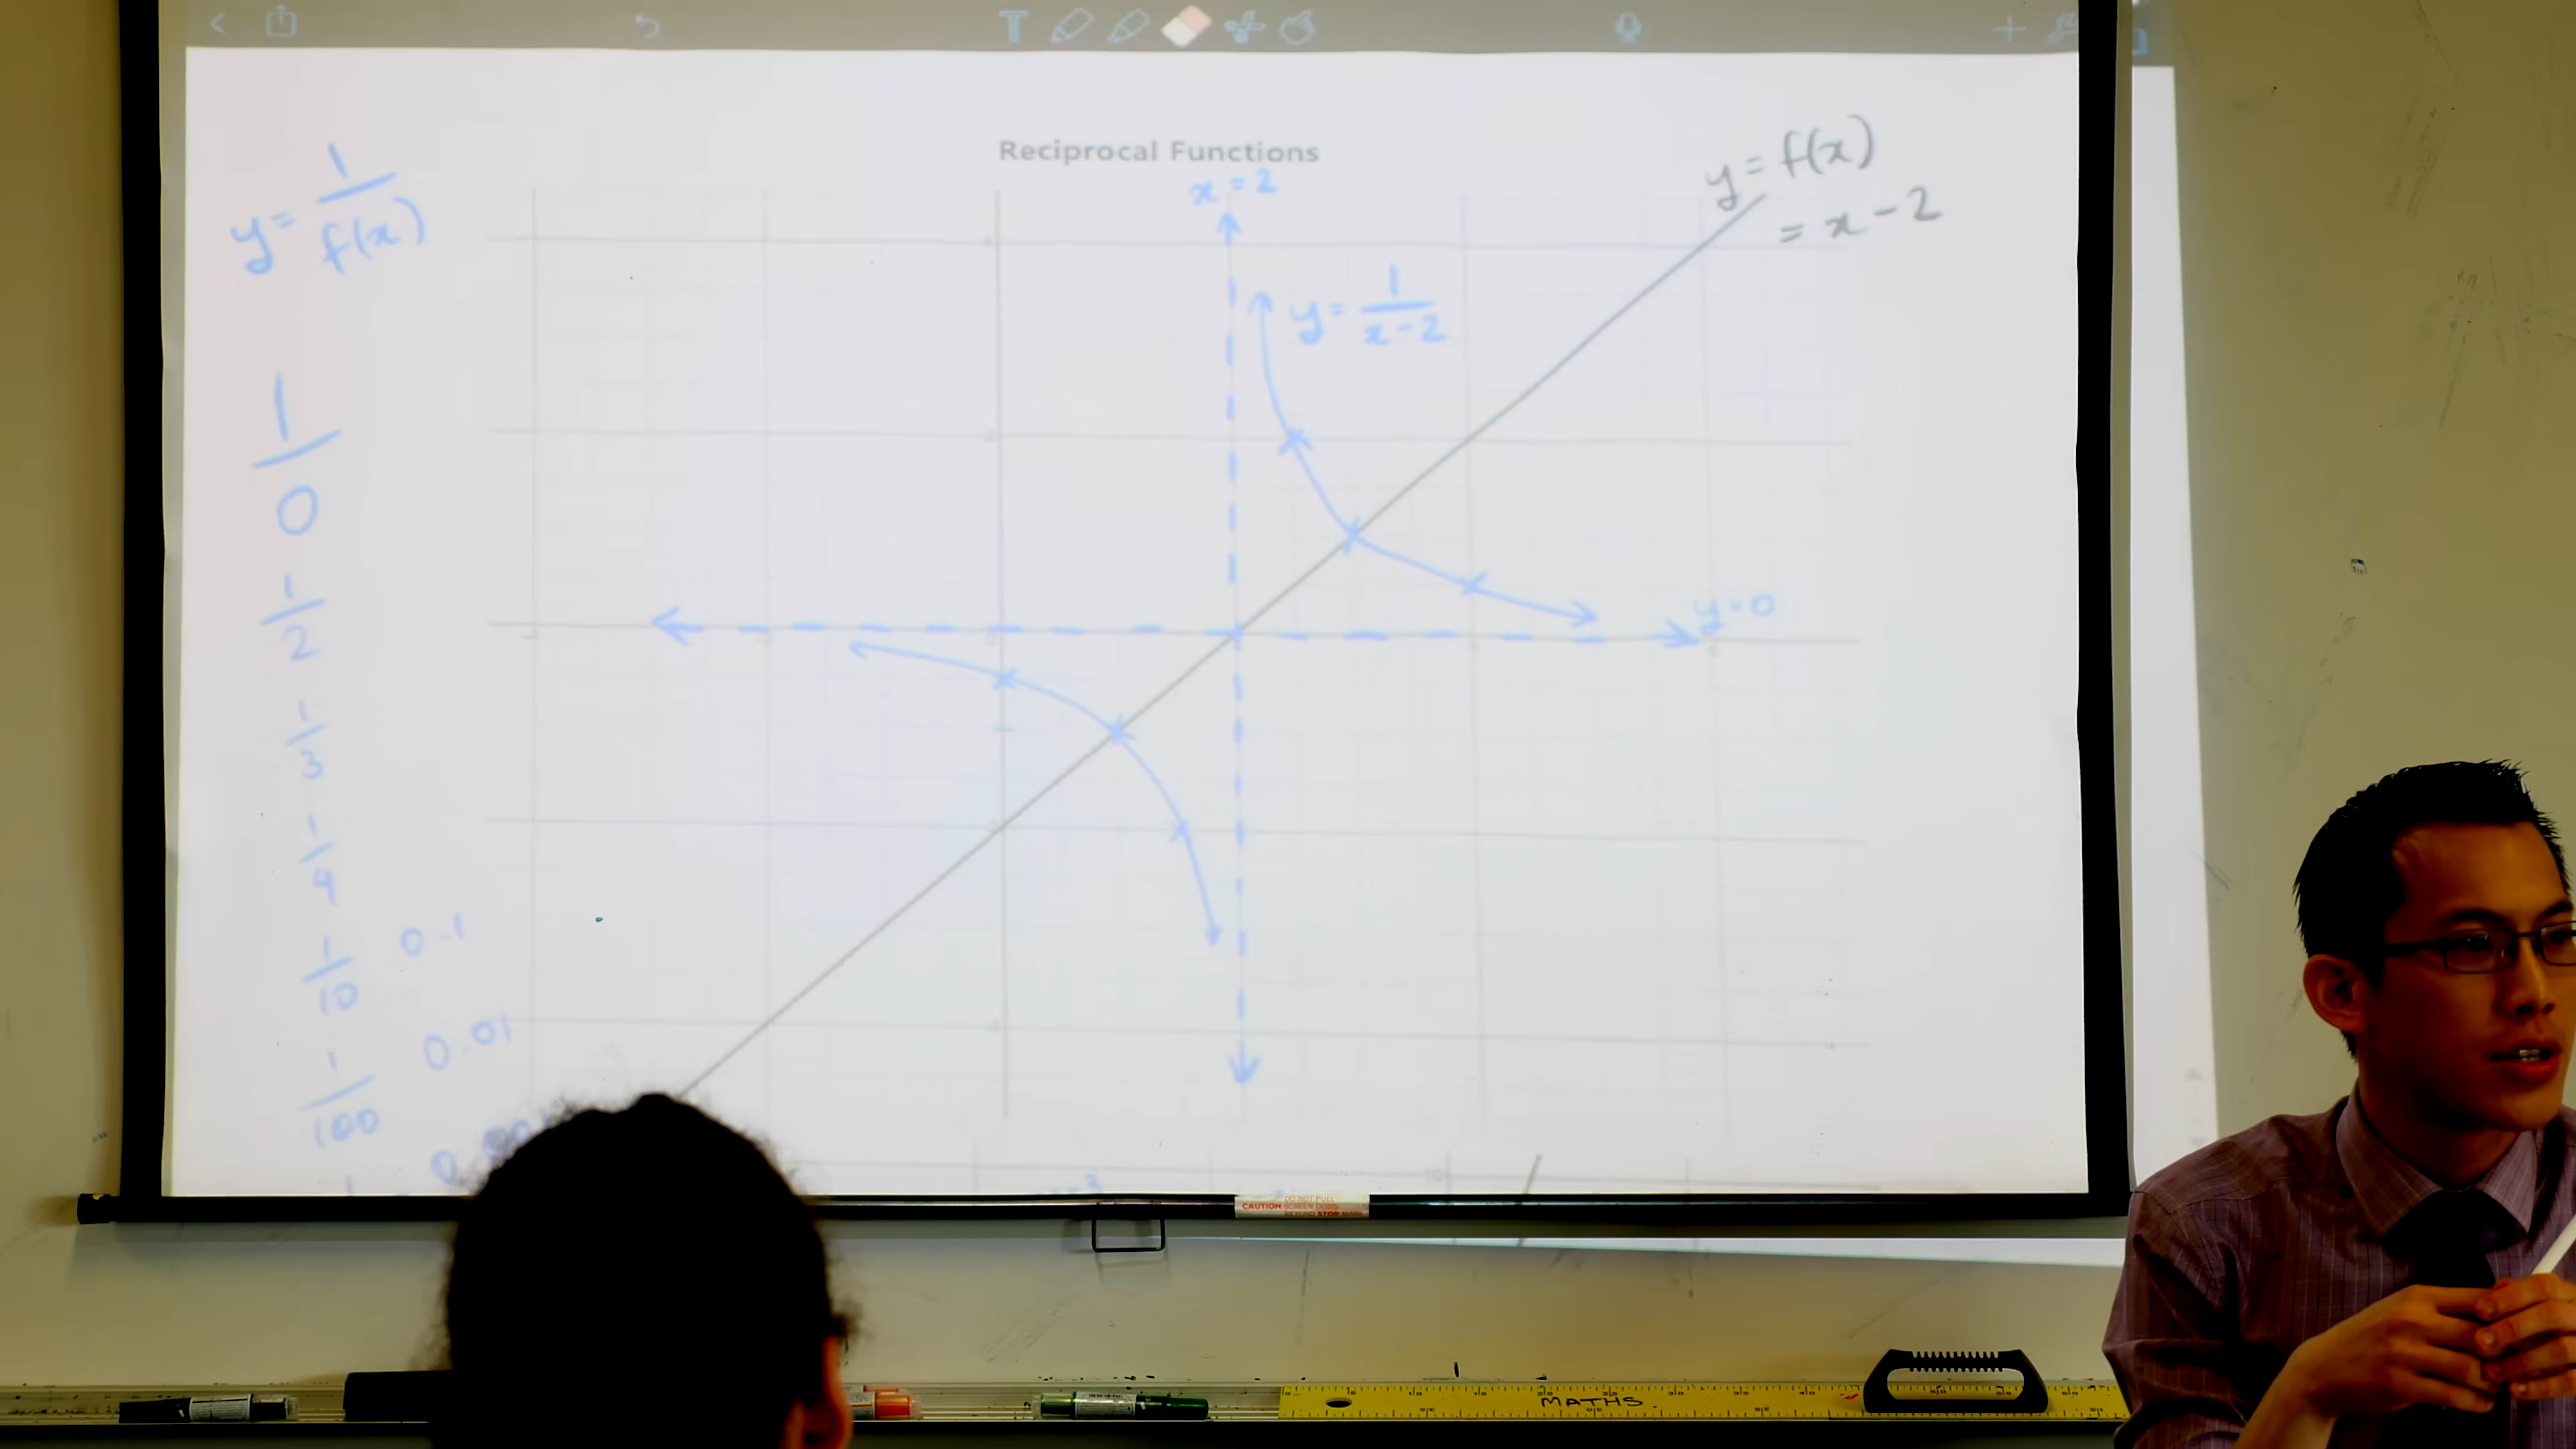 Reciprocal Functions
y = 1/f(x)
x = 2
y = f(x)
= x - 2
y = 1/(x-2)
1/0
1/2
y=0
1/3
1/4
1/10 0.1
1/100 0.01
CAUTION
MATHS